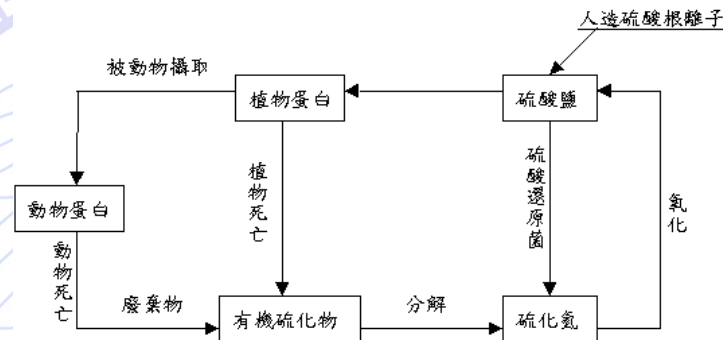 人造硫酸根離子
被動物攝取
植物蛋白
硫酸鹽
植物死亡
硫酸還原菌
氧化
動物蛋白
動物死亡
廢棄物
有機硫化物
分解
硫化氫